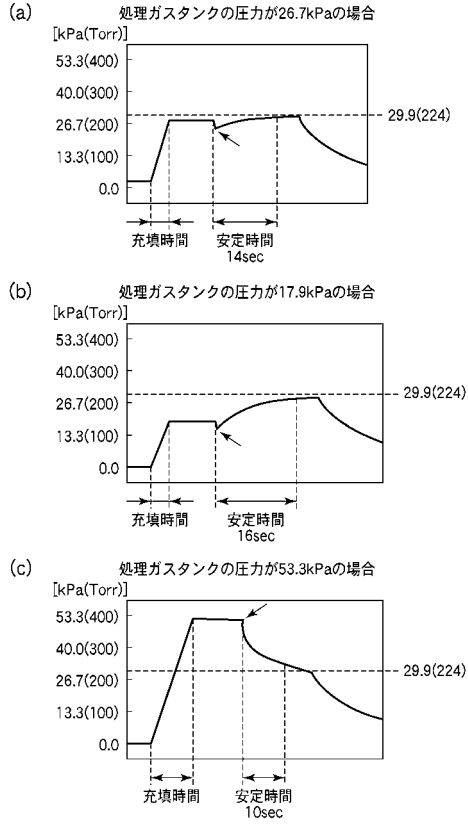 (a) 処理ガスタンクの圧力が26.7kPaの場合
[kPa(Torr)]
53.3(400)
40.0(300)
29.9(224)
26.7(200)
13.3(100)
0.0
充填時間 安定時間
14sec
(b) 処理ガスタンクの圧力が17.9kPaの場合
[kPa(Torr)]
53.3(400)
40.0(300)
29.9(224)
26.7(200)
13.3(100)
0.0
充填時間 安定時間
16sec
(c) 処理ガスタンクの圧力が53.3kPaの場合
[kPa(Torr)]
53.3(400)
40.0(300)
29.9(224)
26.7(200)
13.3(100)
0.0
充填時間 安定時間
10sec